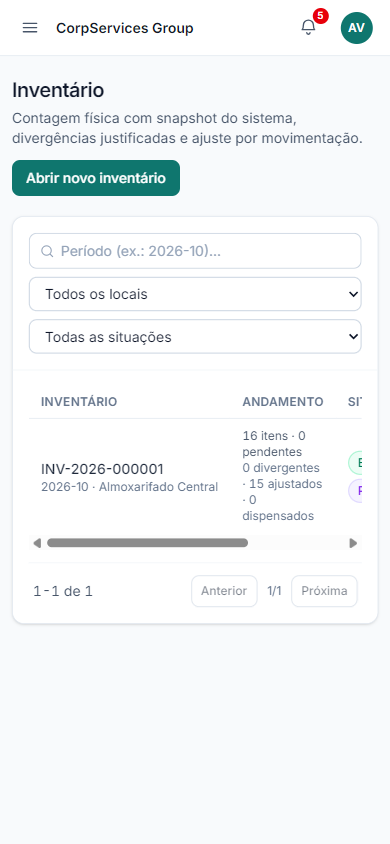 CorpServices Group
5
AV
Inventário
Contagem física com snapshot do sistema,
divergências justificadas e ajuste por movimentação.
Abrir novo inventário
Período (ex.: 2026-10)...
Todos os locais
Todas as situações
INVENTÁRIO
ANDAMENTO
INV-2026-000001
2026-10 · Almoxarifado Central
16 itens · 0
pendentes
0 divergentes
· 15 ajustados
· 0
dispensados
1-1 de 1
Anterior
1/1
Próxima